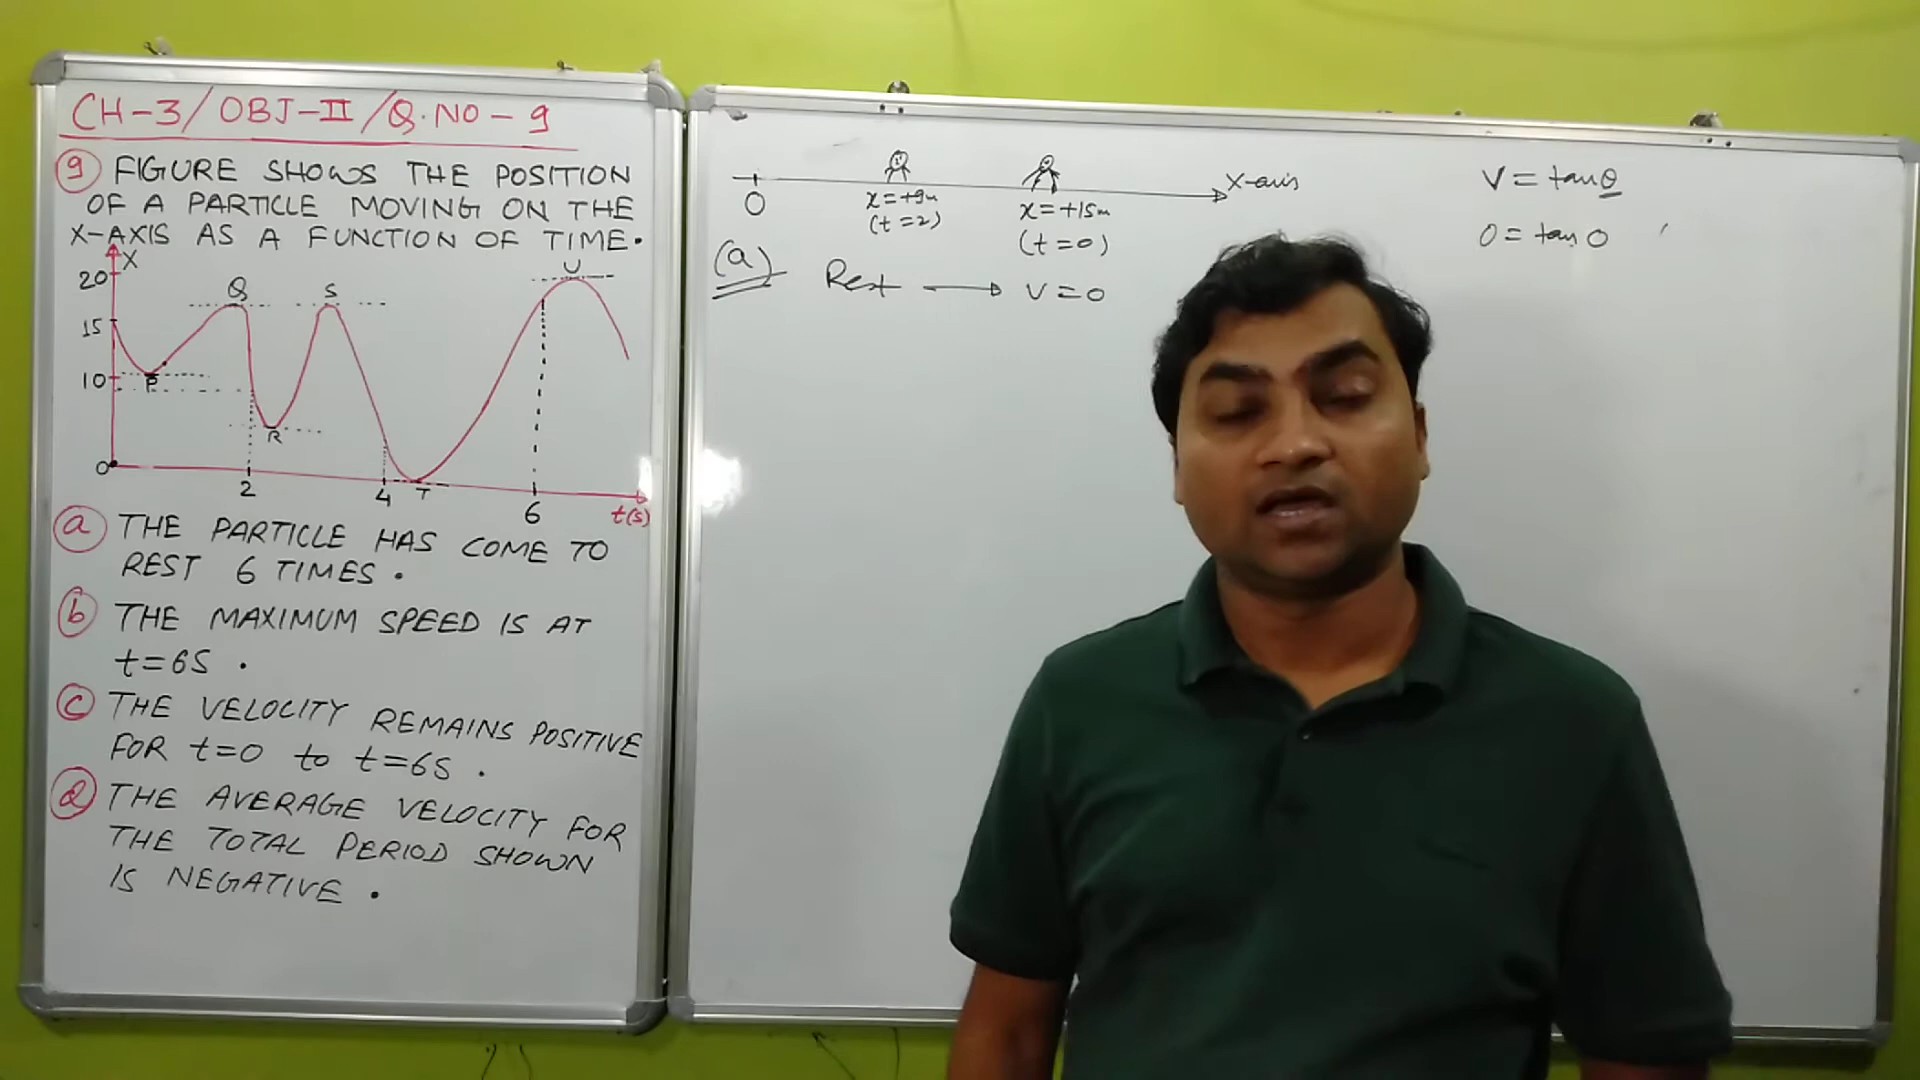 CH-3/OBJ-II/Q.NO-9
9 FIGURE SHOWS THE POSITION
OF A PARTICLE MOVING ON THE
X-AXIS AS A FUNCTION OF TIME.
X
20
15
10
0
P
Q
R
S
T
U
2
4
6
t(s)
a THE PARTICLE HAS COME TO
REST 6 TIMES.
b THE MAXIMUM SPEED IS AT
t=6S.
c THE VELOCITY REMAINS POSITIVE
FOR t=0 to t=6S.
d THE AVERAGE VELOCITY FOR
THE TOTAL PERIOD SHOWN
IS NEGATIVE.
0
x=+9m
(t=2)
x=+15m
(t=0)
X-axis
(a) Rest → V=0
V=tanθ
0=tan 0